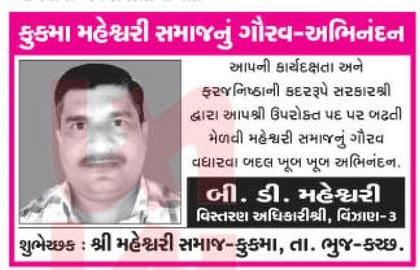 કુકમા મહેશ્વરી સમાજનું ગૌરવ-અભિનંદન
આપની કાર્યદક્ષતા અને
ફરજનિષ્ઠાની કદરરૂપે સરકારશ્રી
દ્વારા આપશ્રી ઉપરોક્ત પદ પર બઢતી
મેળવી મહેશ્વરી સમાજનું ગૌરવ
વધારવા બદલ ખૂબ ખૂબ અભિનંદન.
બી. ડી. મહેશ્વરી
વિસ્તરણ અધિકારીશ્રી, વિંઝાણ-૩
શુભેચ્છક : શ્રી મહેશ્વરી સમાજ-કુકમા, તા. ભુજ-કચ્છ.